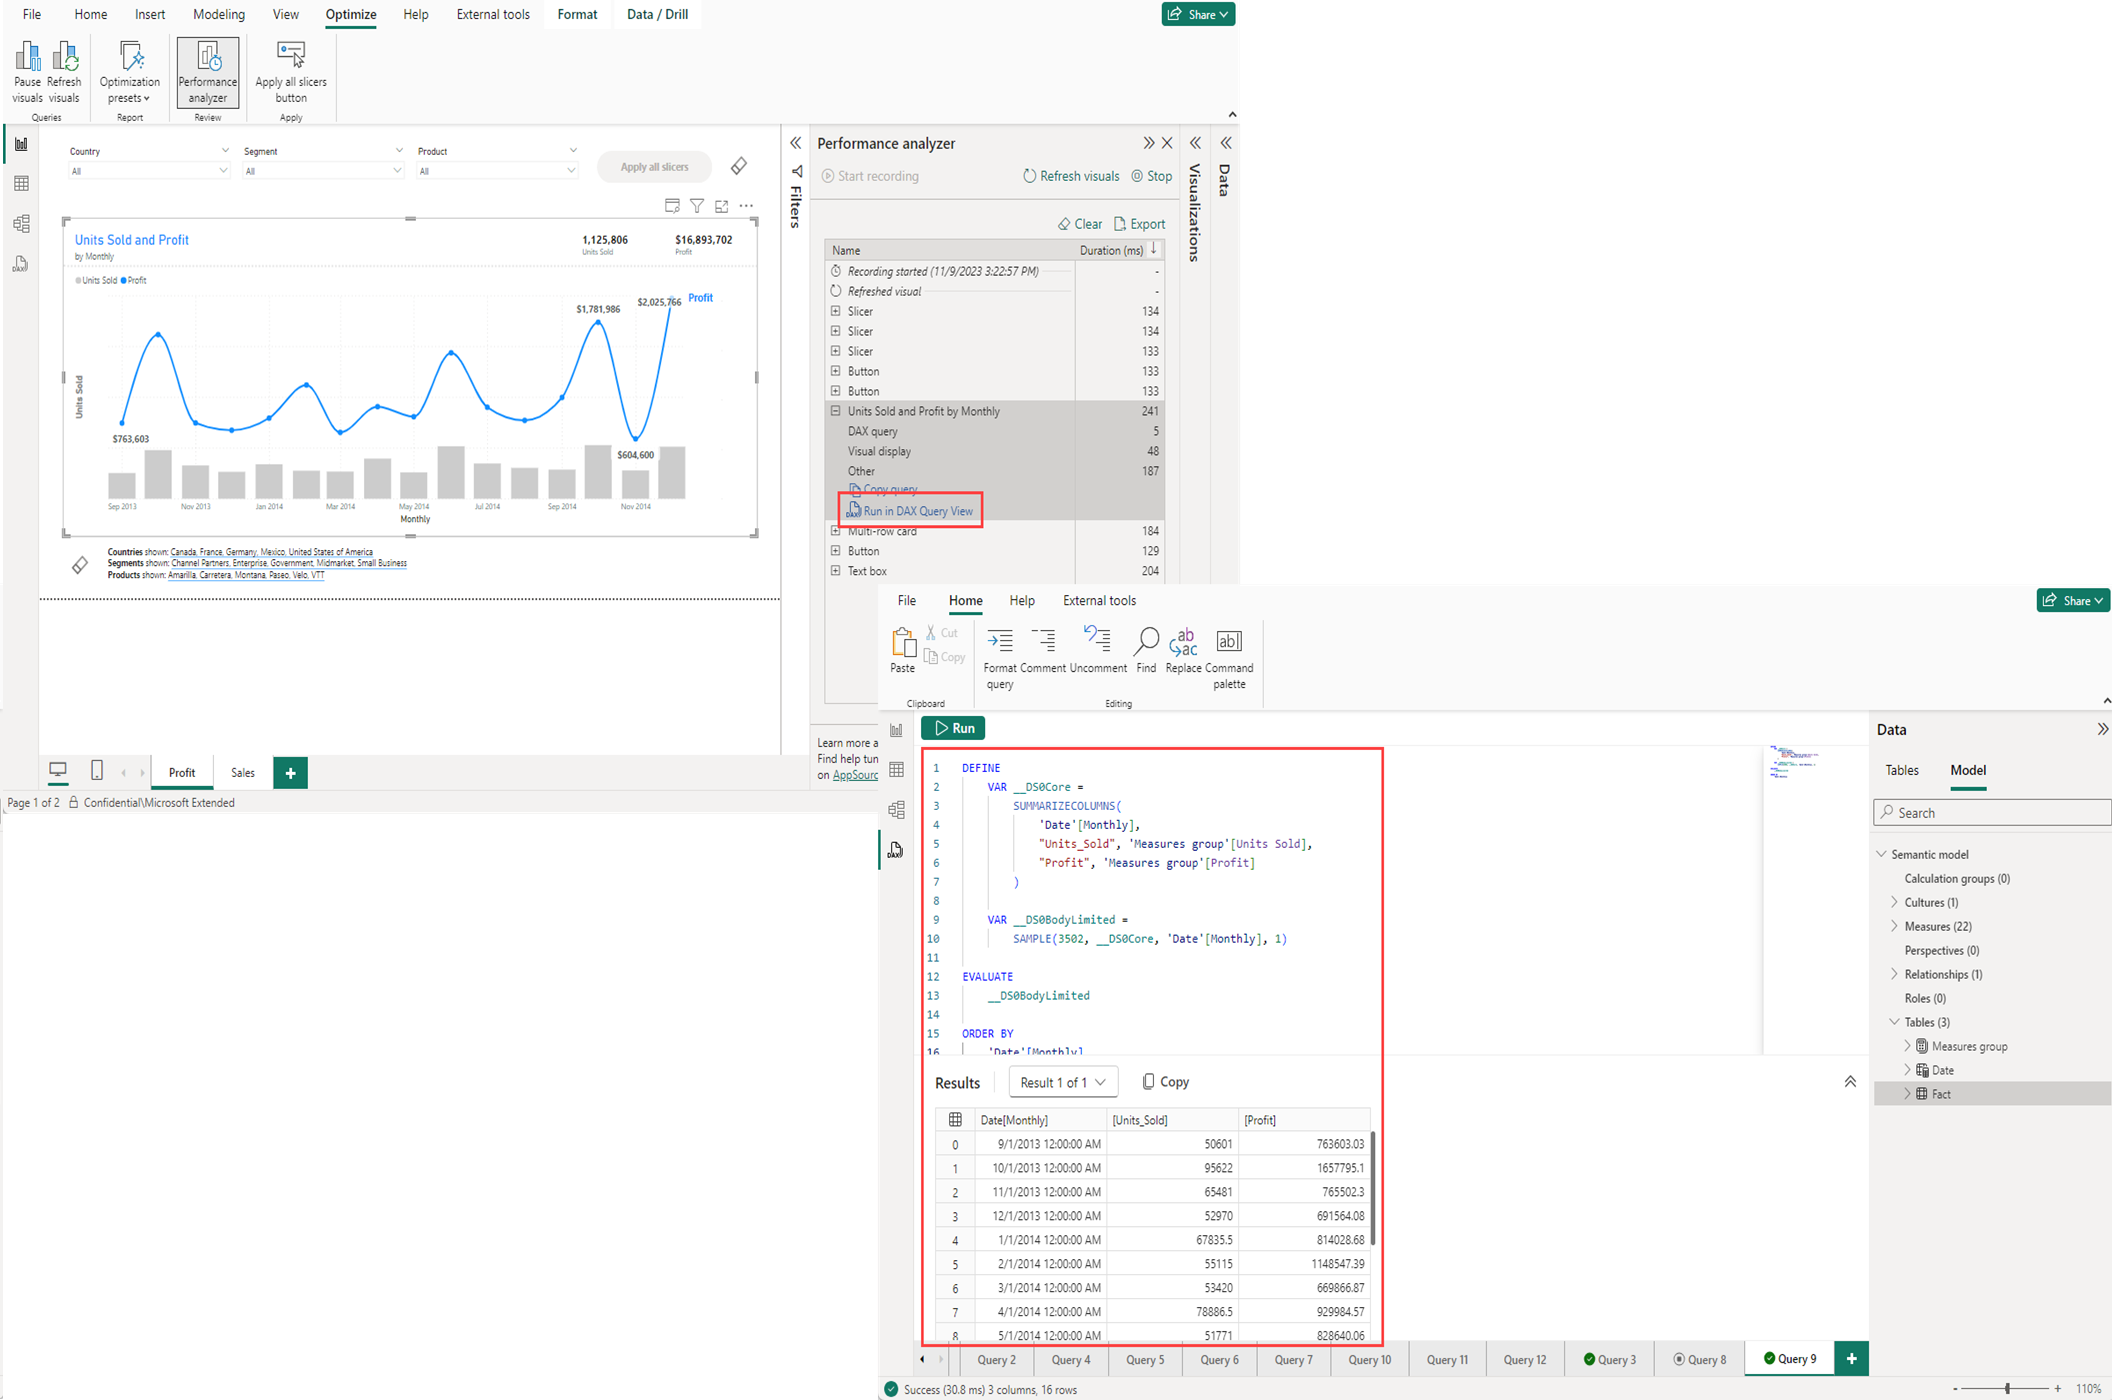 File Home Insert Modeling View Optimize Help External tools Format Data / Drill Share
Pause visuals
Refresh visuals
Optimization presets
Performance analyzer
Apply all slicers button
Queries Report Review Apply
Country Segment Product
All All All
Apply all slicers
Units Sold and Profit
by Monthly
1,125,806
Units Sold
$16,893,702
Profit
Units Sold Profit
$763,603
$1,781,986
$2,025,766
Profit
$604,600
Units Sold
Sep 2013 Nov 2013 Jan 2014 Mar 2014 May 2014 Jul 2014 Sep 2014 Nov 2014
Monthly
Countries shown: Canada, France, Germany, Mexico, United States of America
Segments shown: Channel Partners, Enterprise, Government, Midmarket, Small Business
Products shown: Amarilla, Carretera, Montana, Paseo, Velo, VTT
Filters
Performance analyzer
Start recording Refresh visuals Stop
Clear Export
Name Duration (ms)
Recording started (11/9/2023 3:22:57 PM) -
Refreshed visual -
Slicer 134
Slicer 134
Slicer 133
Button 133
Button 133
Units Sold and Profit by Monthly 241
DAX query 5
Visual display 48
Other 187
Copy query
DAX Run in DAX Query View
Multi-row card 184
Button 129
Text box 204
Learn more a
Find help tun
on AppSourc
Visualizations
Data
Profit Sales +
Page 1 of 2 Confidential\Microsoft Extended
File Home Help External tools Share
Paste
Cut
Copy
Format query
Comment
Uncomment
Find
Replace
Command palette
Clipboard Editing
Run
1 DEFINE
2 VAR __DS0Core =
3 SUMMARIZECOLUMNS(
4 'Date'[Monthly],
5 "Units_Sold", 'Measures group'[Units Sold],
6 "Profit", 'Measures group'[Profit]
7 )
8
9 VAR __DS0BodyLimited =
10 SAMPLE(3502, __DS0Core, 'Date'[Monthly], 1)
11
12 EVALUATE
13 __DS0BodyLimited
14
15 ORDER BY
16 'Date'[Monthly]
Results Result 1 of 1 Copy
Date[Monthly] [Units_Sold] [Profit]
0 9/1/2013 12:00:00 AM 50601 763603.03
1 10/1/2013 12:00:00 AM 95622 1657795.1
2 11/1/2013 12:00:00 AM 65481 765502.3
3 12/1/2013 12:00:00 AM 52970 691564.08
4 1/1/2014 12:00:00 AM 67835.5 814028.68
5 2/1/2014 12:00:00 AM 55115 1148547.39
6 3/1/2014 12:00:00 AM 53420 669866.87
7 4/1/2014 12:00:00 AM 78886.5 929984.57
8 5/1/2014 12:00:00 AM 51771 828640.06
Query 2 Query 4 Query 5 Query 6 Query 7 Query 10 Query 11 Query 12 Query 3 Query 8 Query 9 +
Success (30.8 ms) 3 columns, 16 rows
- + 110%
Data
Tables Model
Search
Semantic model
Calculation groups (0)
Cultures (1)
Measures (22)
Perspectives (0)
Relationships (1)
Roles (0)
Tables (3)
Measures group
Date
Fact